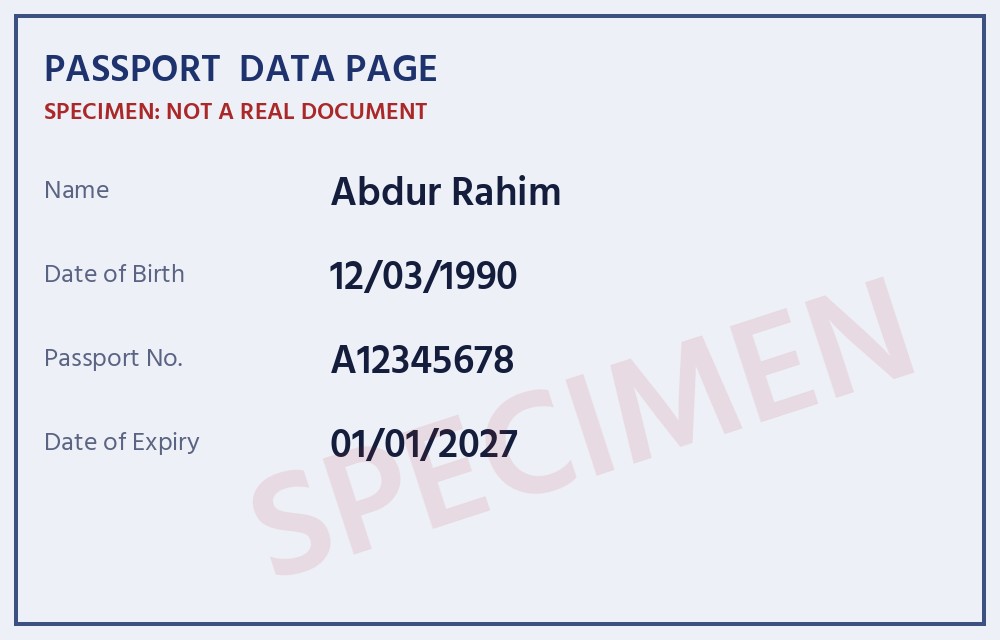 PASSPORT DATA PAGE
SPECIMEN: NOT A REAL DOCUMENT
Name Abdur Rahim
Date of Birth 12/03/1990
Passport No. A12345678
Date of Expiry 01/01/2027
SPECIMEN